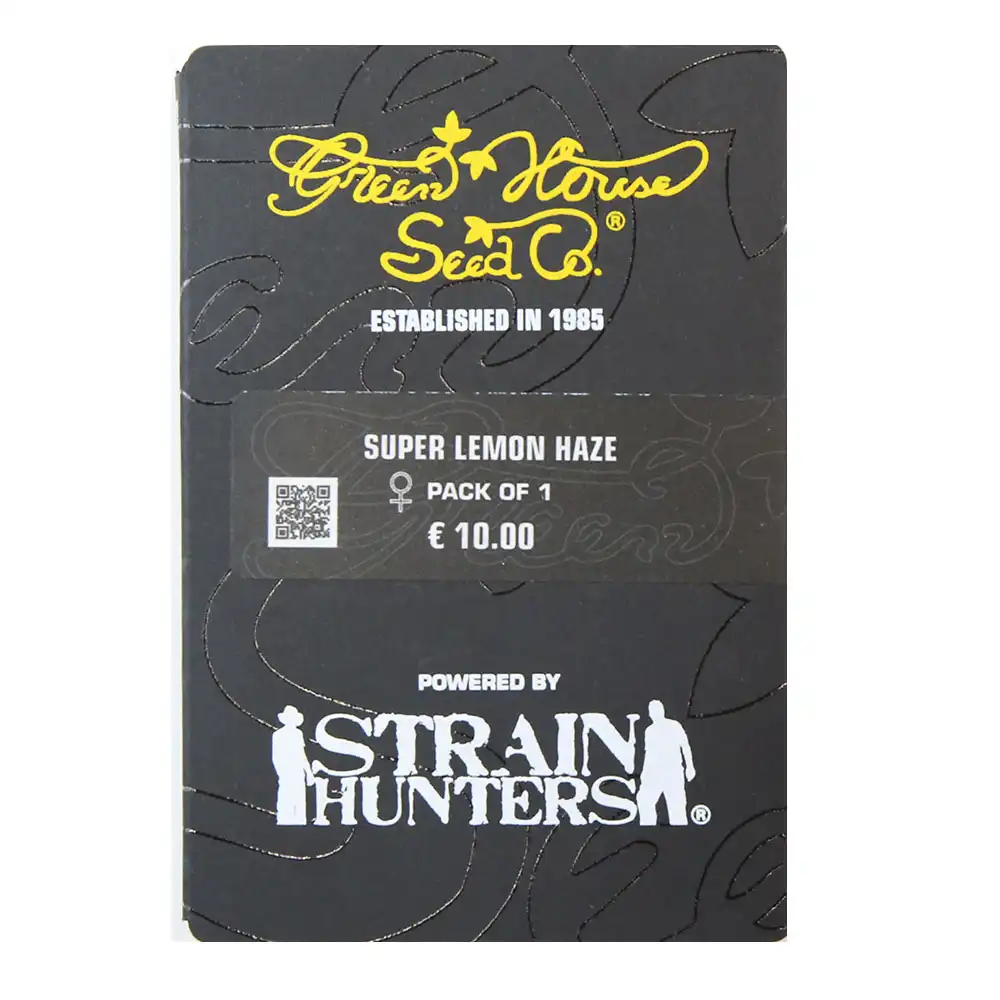 Green House
Seed Co.®
ESTABLISHED IN 1985
SUPER LEMON HAZE
♀ PACK OF 1
€ 10.00
POWERED BY
STRAIN
HUNTERS®